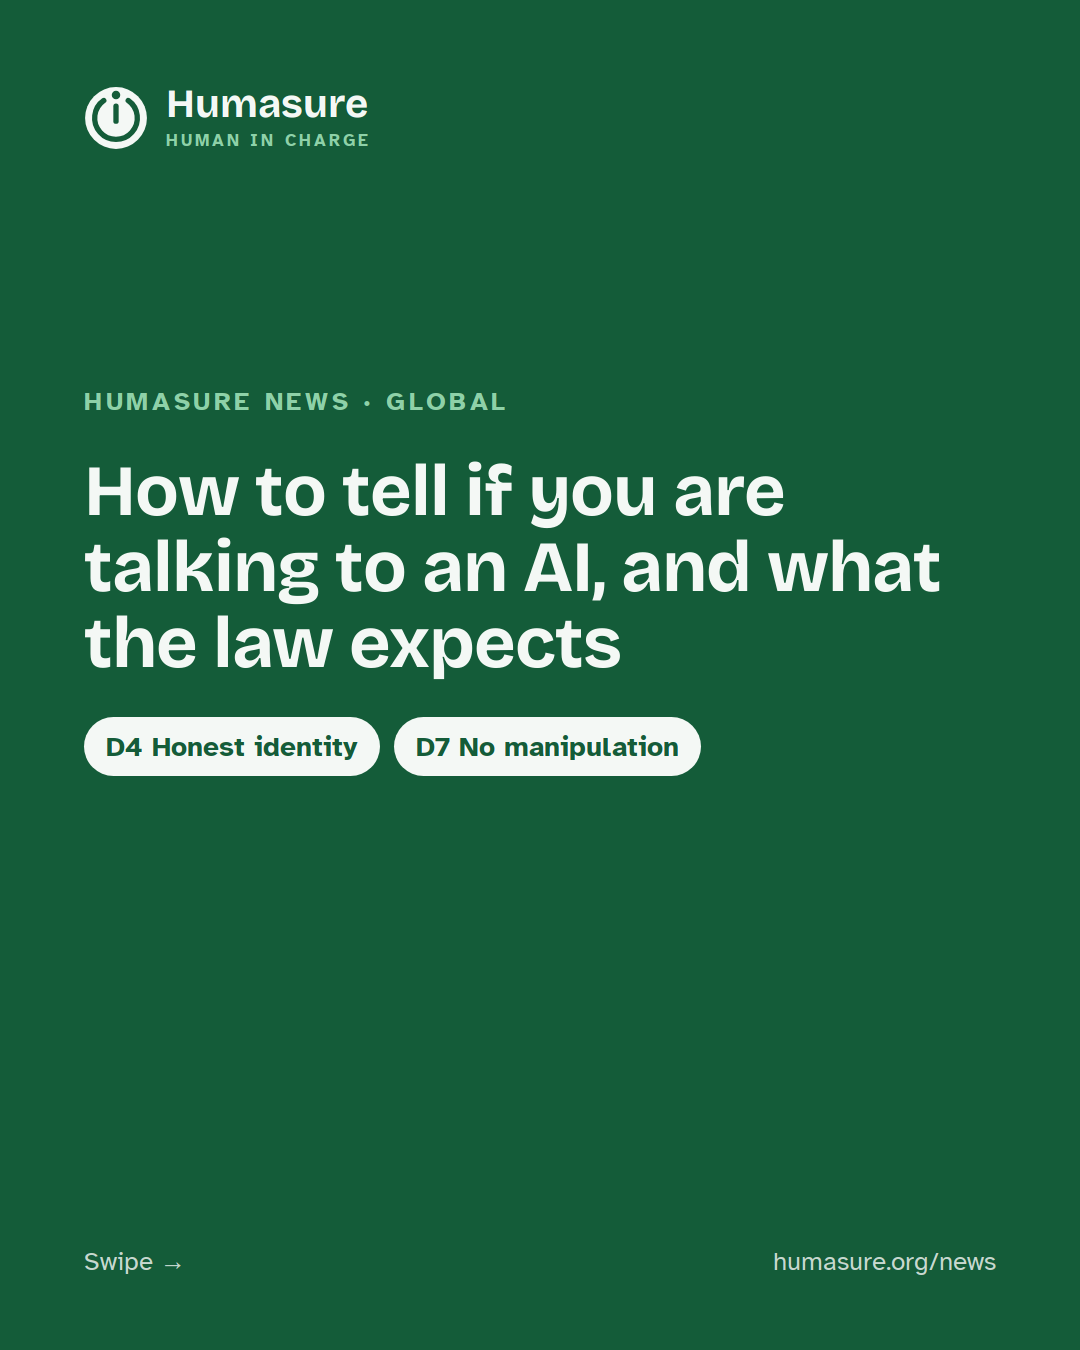 Humasure
HUMAN IN CHARGE
HUMASURE NEWS · GLOBAL
How to tell if you are
talking to an AI, and what
the law expects
D4 Honest identity
D7 No manipulation
Swipe →
humasure.org/news